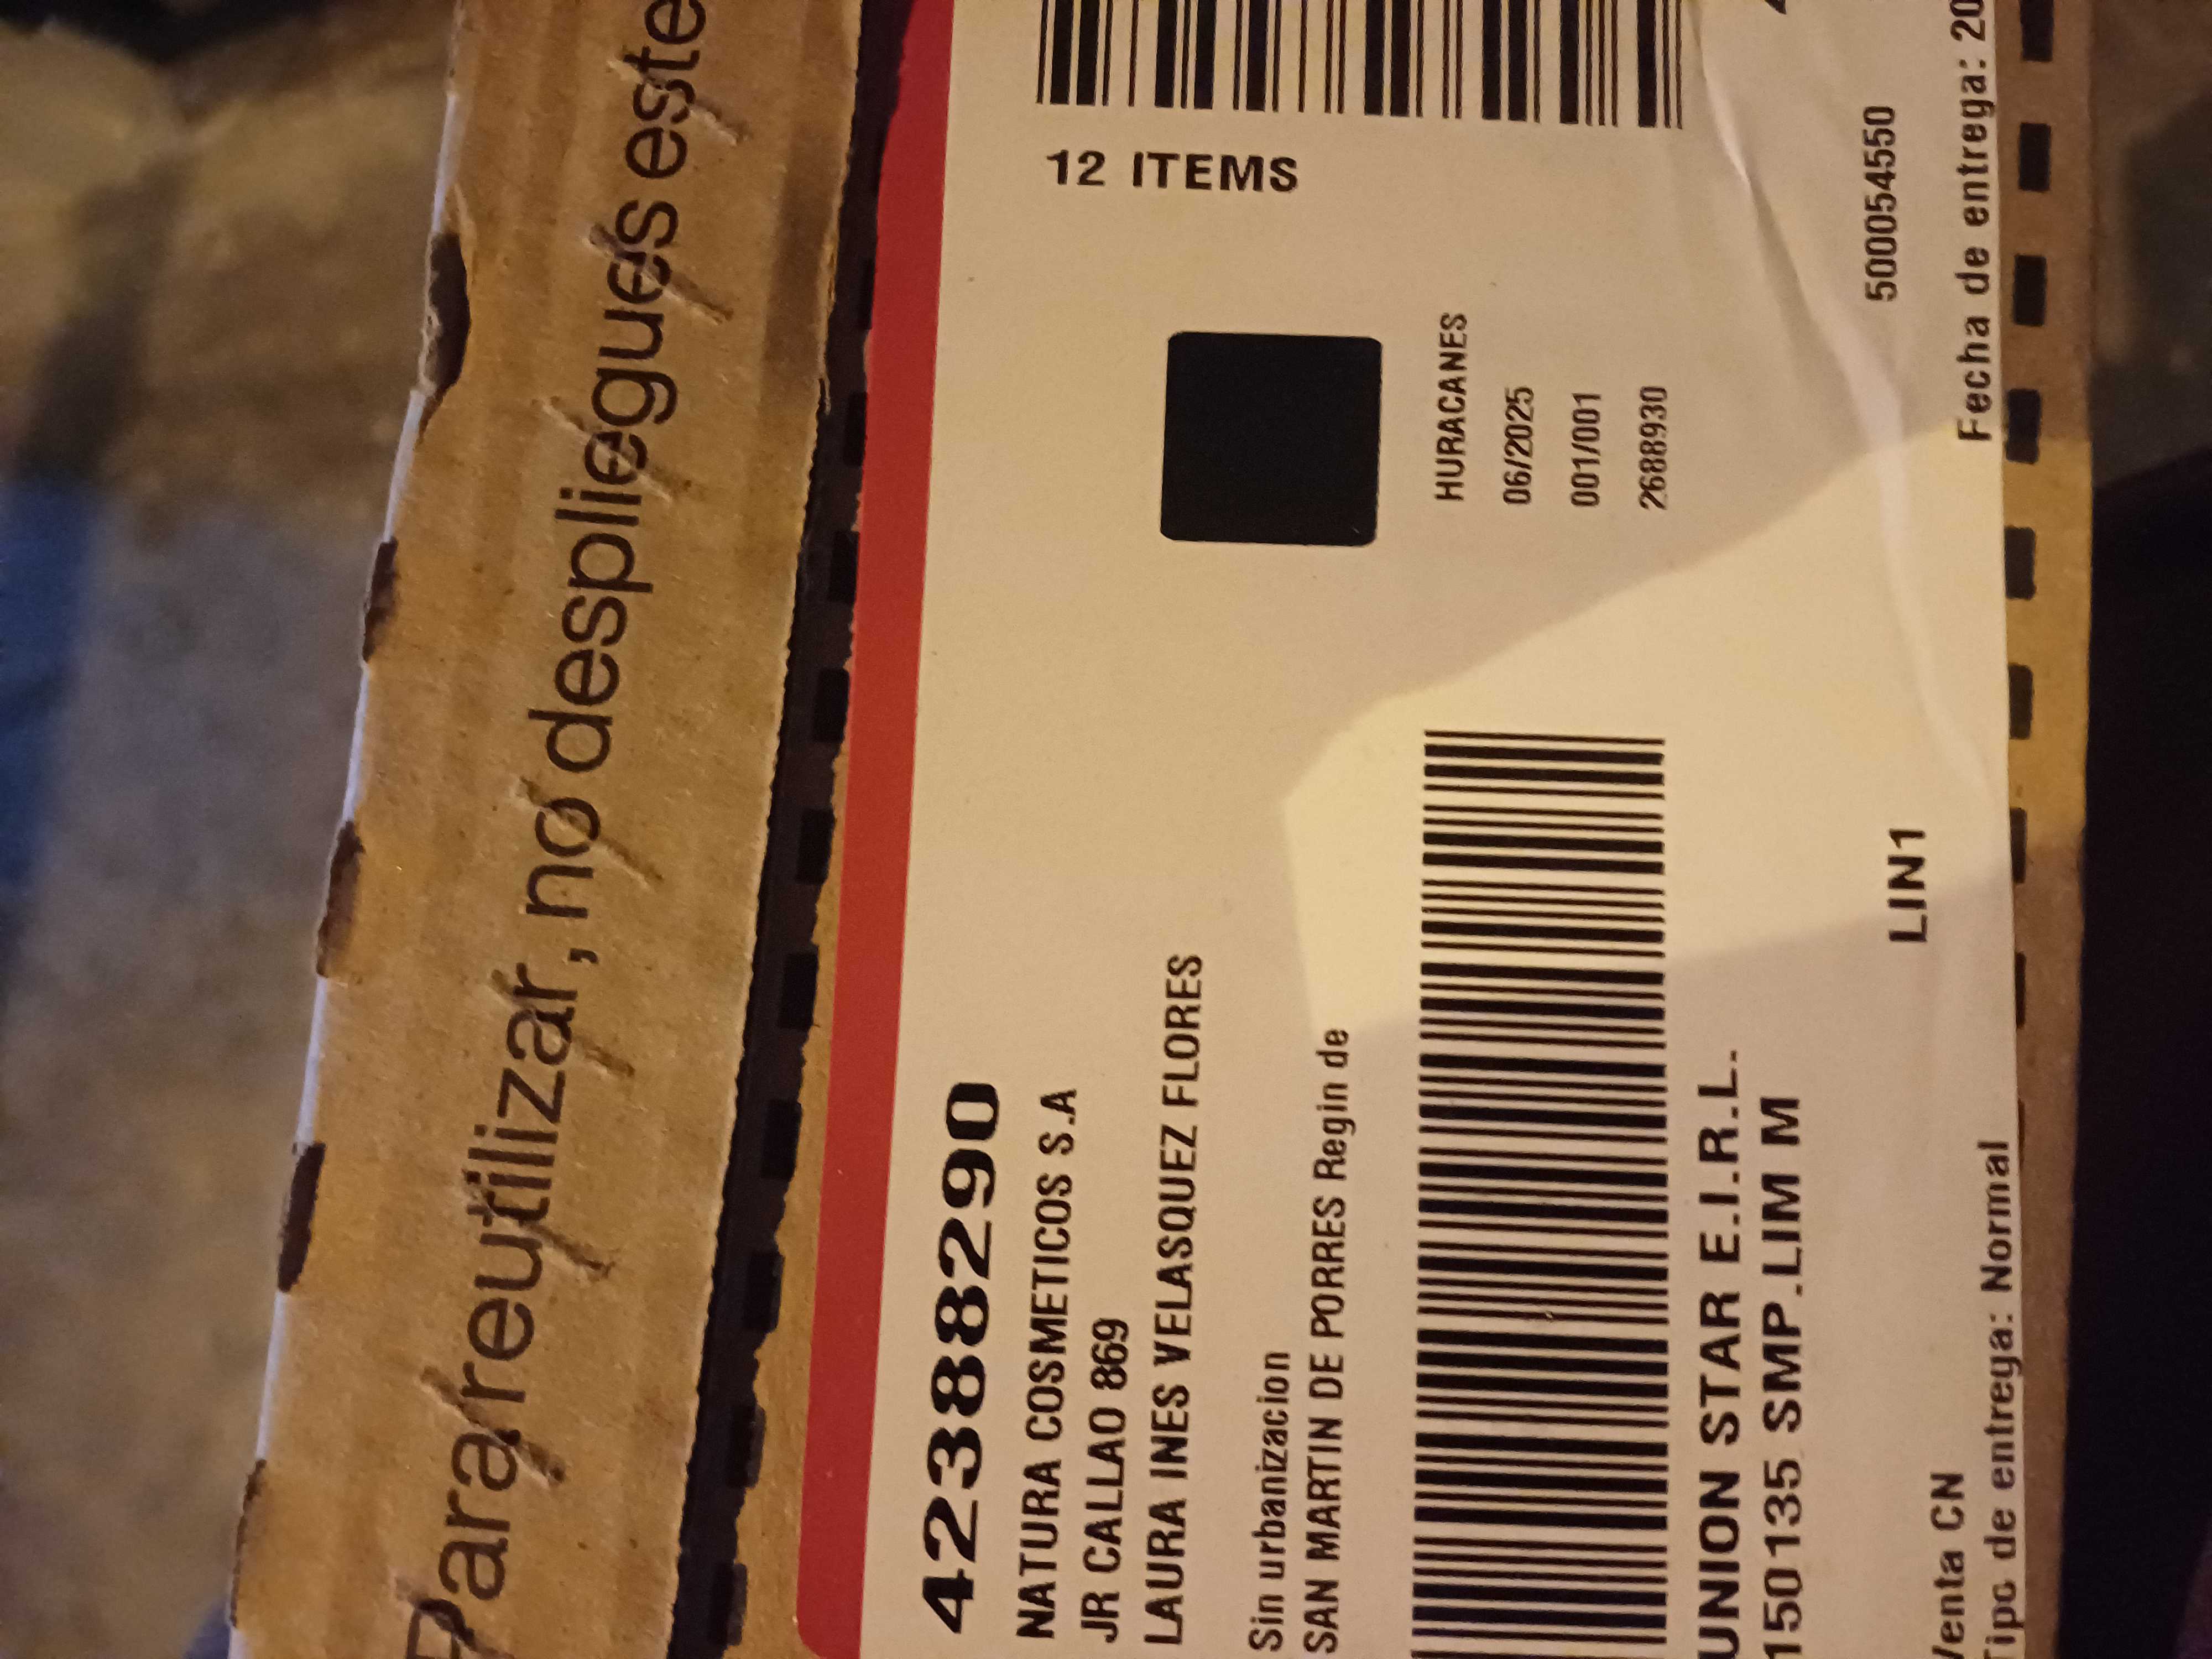 Para reutilizar, no despliegues este
42388290
NATURA COSMETICOS S.A
JR CALLAO 869
LAURA INES VELASQUEZ FLORES
12 ITEMS
Sin urbanizacion
SAN MARTIN DE PORRES Regin de
HURACANES
06/2025
001/001
2688930
UNION STAR E.I.R.L.
150135 SMP.LIM M
LIN1
500054550
Venta CN
Tipo de entrega: Normal
Fecha de entrega: 20